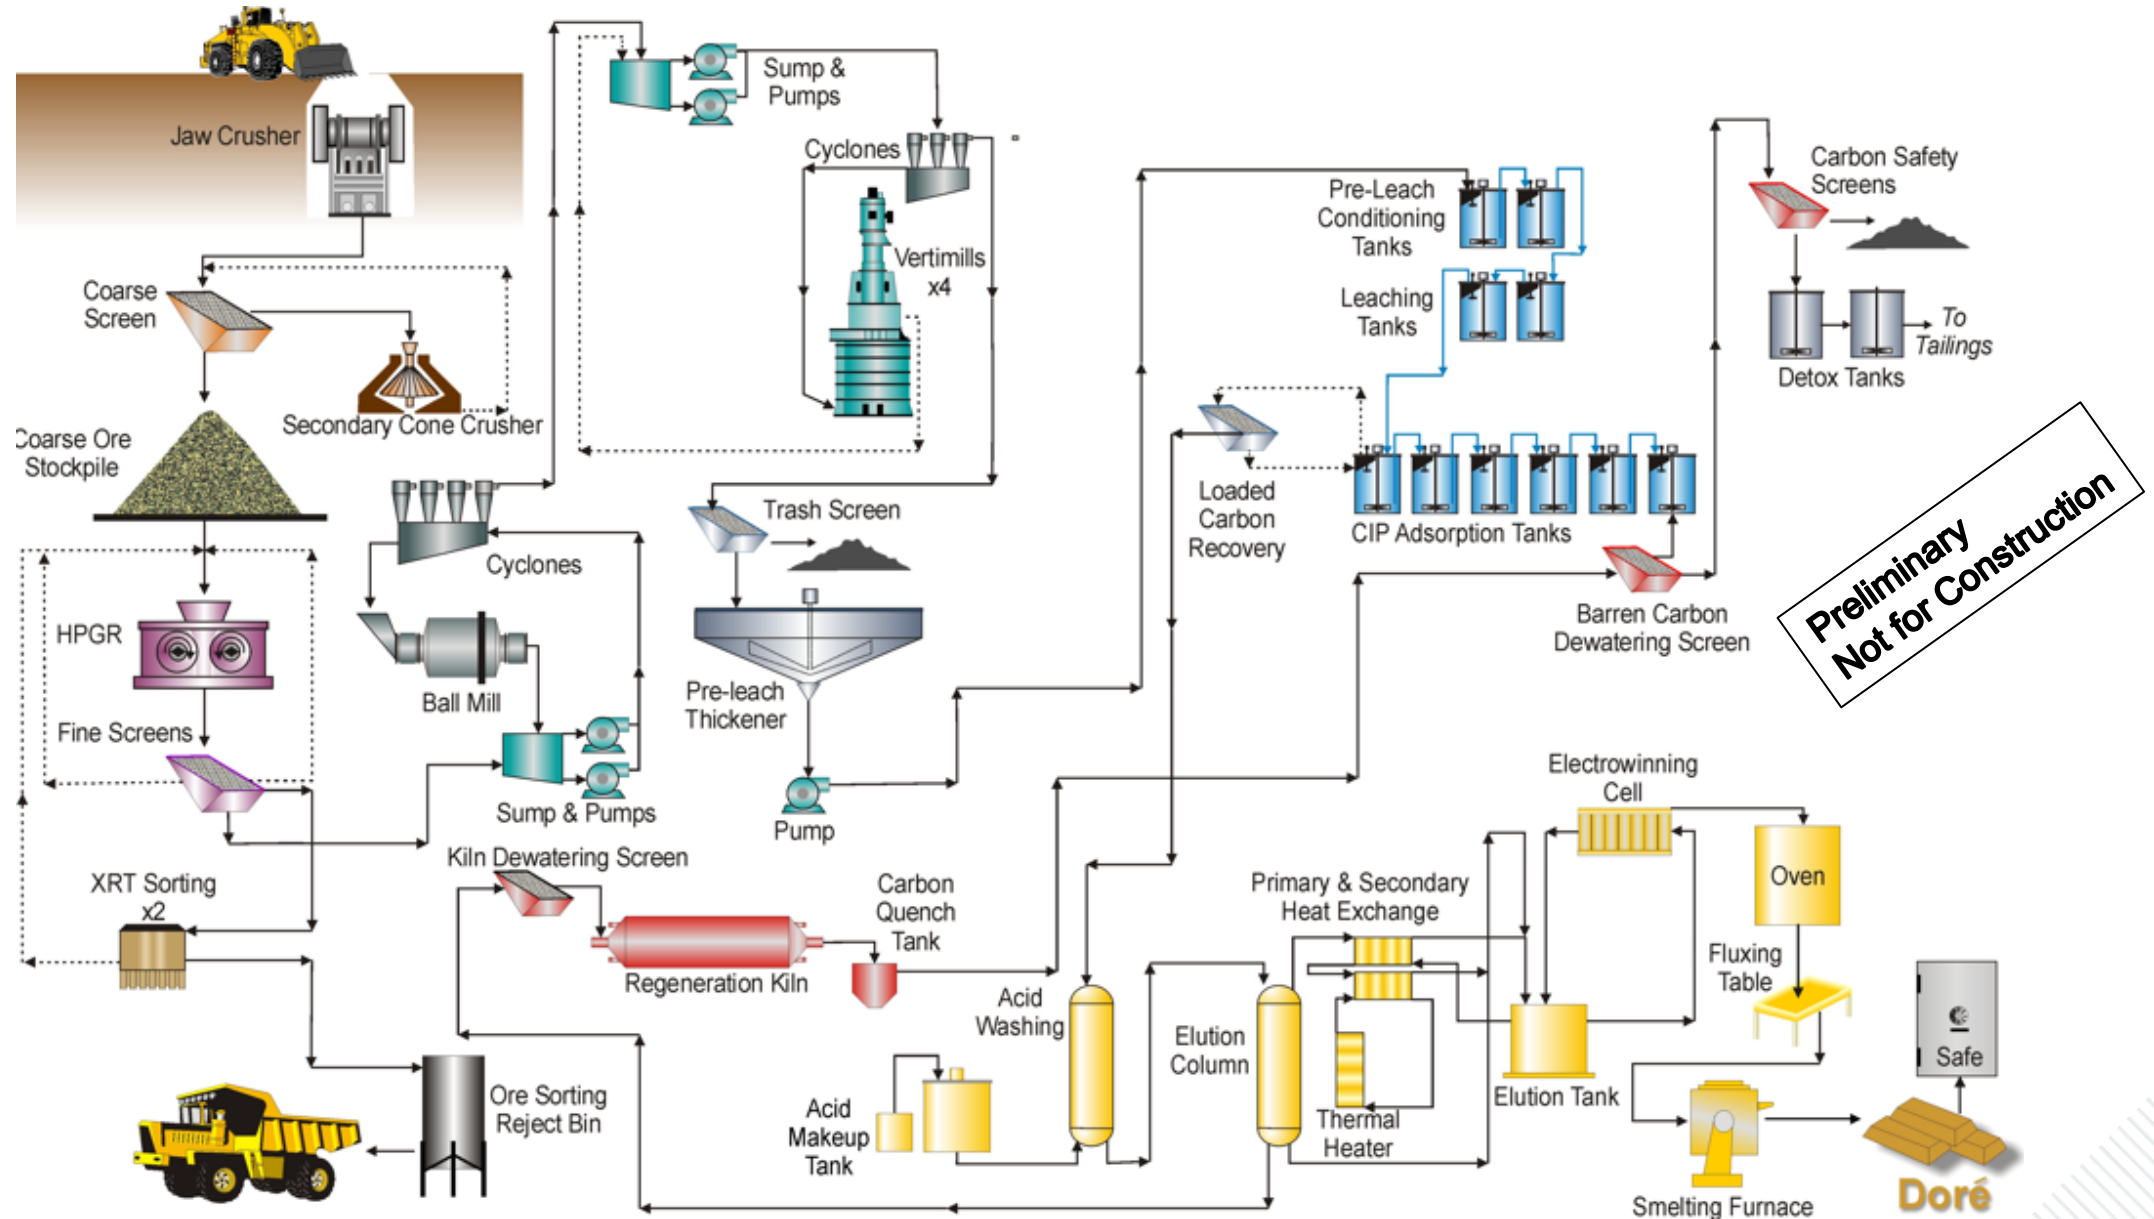 Jaw Crusher
Coarse
Screen
Secondary Cone Crusher
Coarse Ore
Stockpile
HPGR
Fine Screens
XRT Sorting
x2
Ore Sorting
Reject Bin
Sump &
Pumps
Cyclones
Vertimills
x4
Cyclones
Ball Mill
Sump & Pumps
Trash Screen
Pre-leach
Thickener
Pump
Kiln Dewatering Screen
Regeneration Kiln
Carbon
Quench
Tank
Pre-Leach
Conditioning
Tanks
Leaching
Tanks
Loaded
Carbon
Recovery
CIP Adsorption Tanks
Carbon Safety
Screens
To
Tailings
Detox Tanks
Barren Carbon
Dewatering Screen
Preliminary
Not for Construction
Acid
Washing
Acid
Makeup
Tank
Elution
Column
Primary & Secondary
Heat Exchange
Thermal
Heater
Elution Tank
Electrowinning
Cell
Oven
Fluxing
Table
Smelting Furnace
Safe
Doré